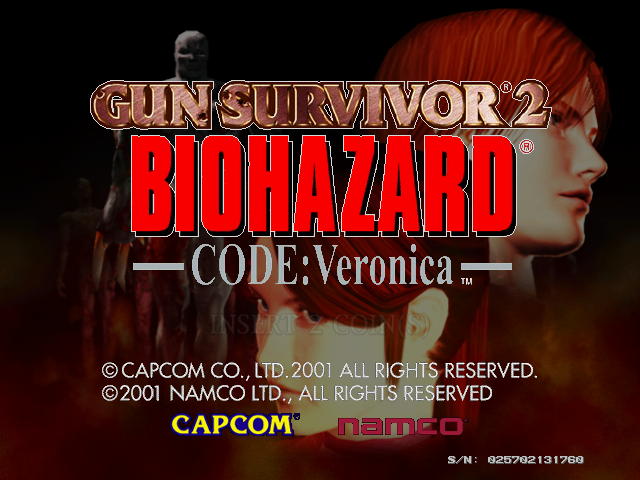 GUN SURVIVOR® 2
BIOHAZARD®
CODE:Veronica™
INSERT 2 COIN(S)
©CAPCOM CO., LTD.2001 ALL RIGHTS RESERVED.
©2001 NAMCO LTD., ALL RIGHTS RESERVED
CAPCOM® namco
S/N: 025702131760